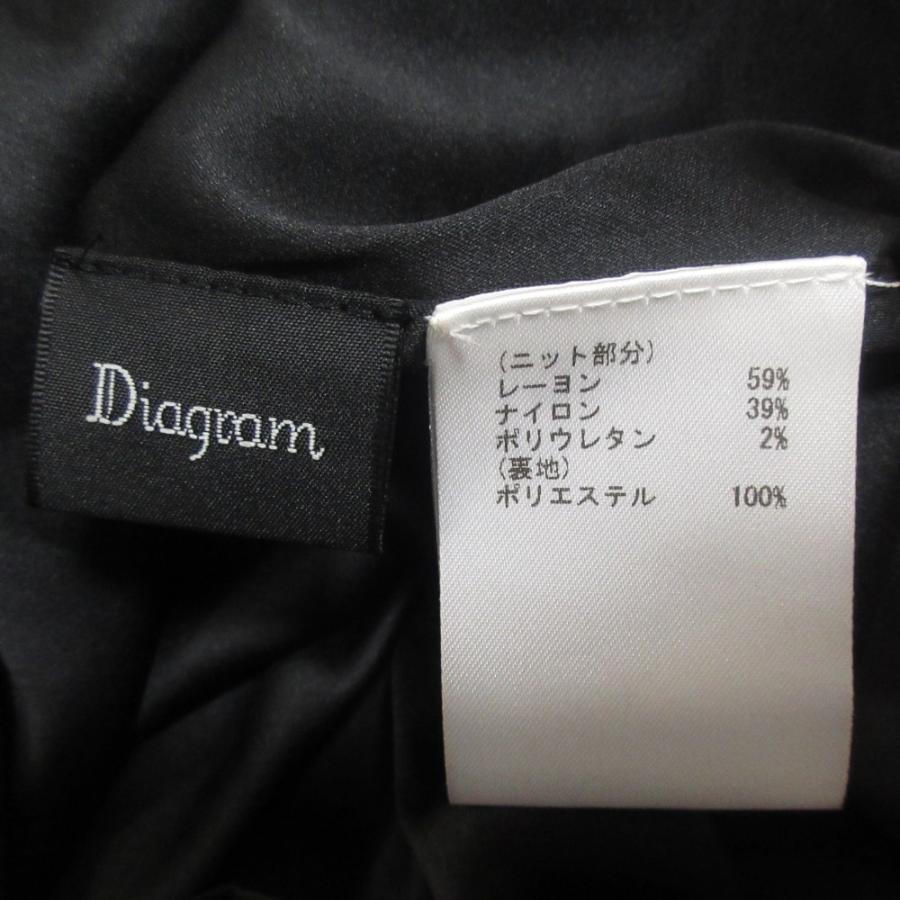 Diagram
(ニット部分)
レーヨン 59%
ナイロン 39%
ポリウレタン 2%
(裏地)
ポリエステル 100%